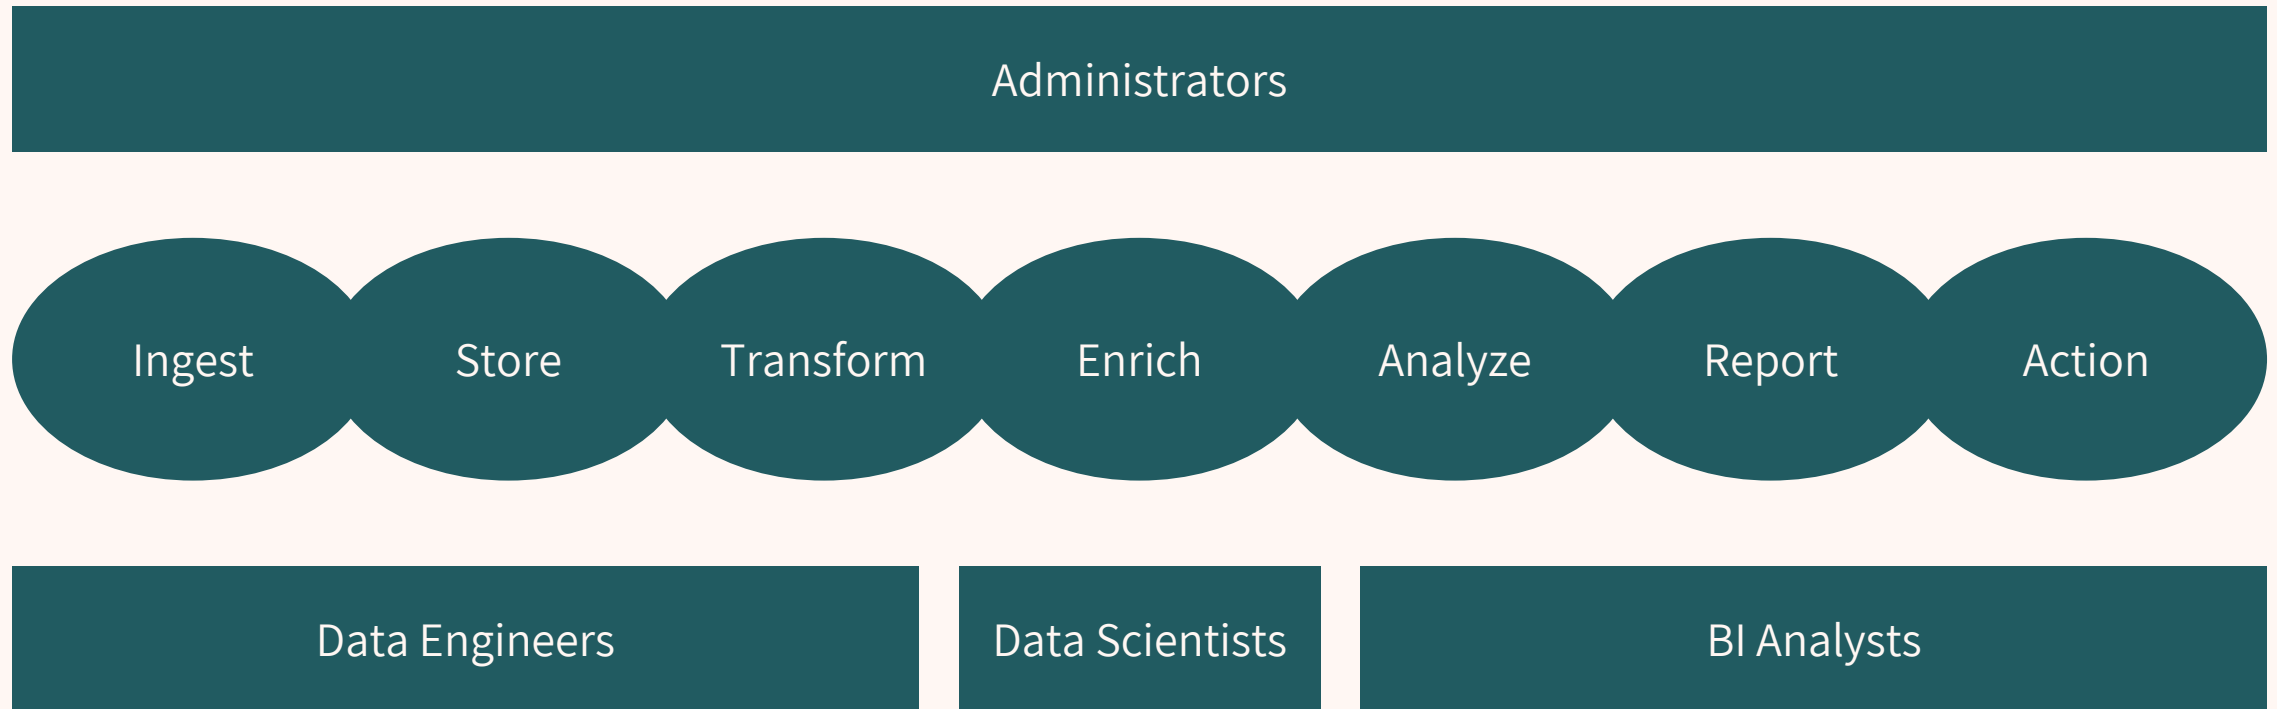 Administrators
Ingest
Store
Transform
Enrich
Analyze
Report
Action
Data Engineers
Data Scientists
BI Analysts